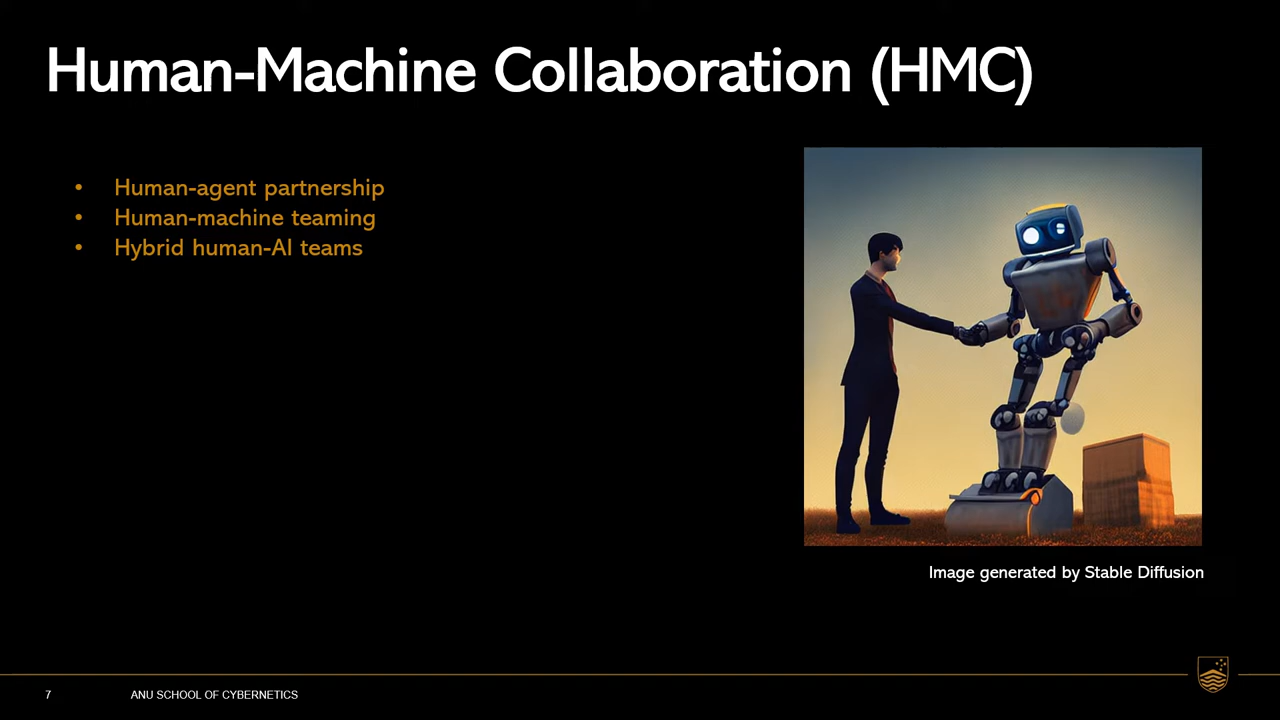 Human-Machine Collaboration (HMC)
• Human-agent partnership
• Human-machine teaming
• Hybrid human-AI teams
Image generated by Stable Diffusion
7 ANU SCHOOL OF CYBERNETICS